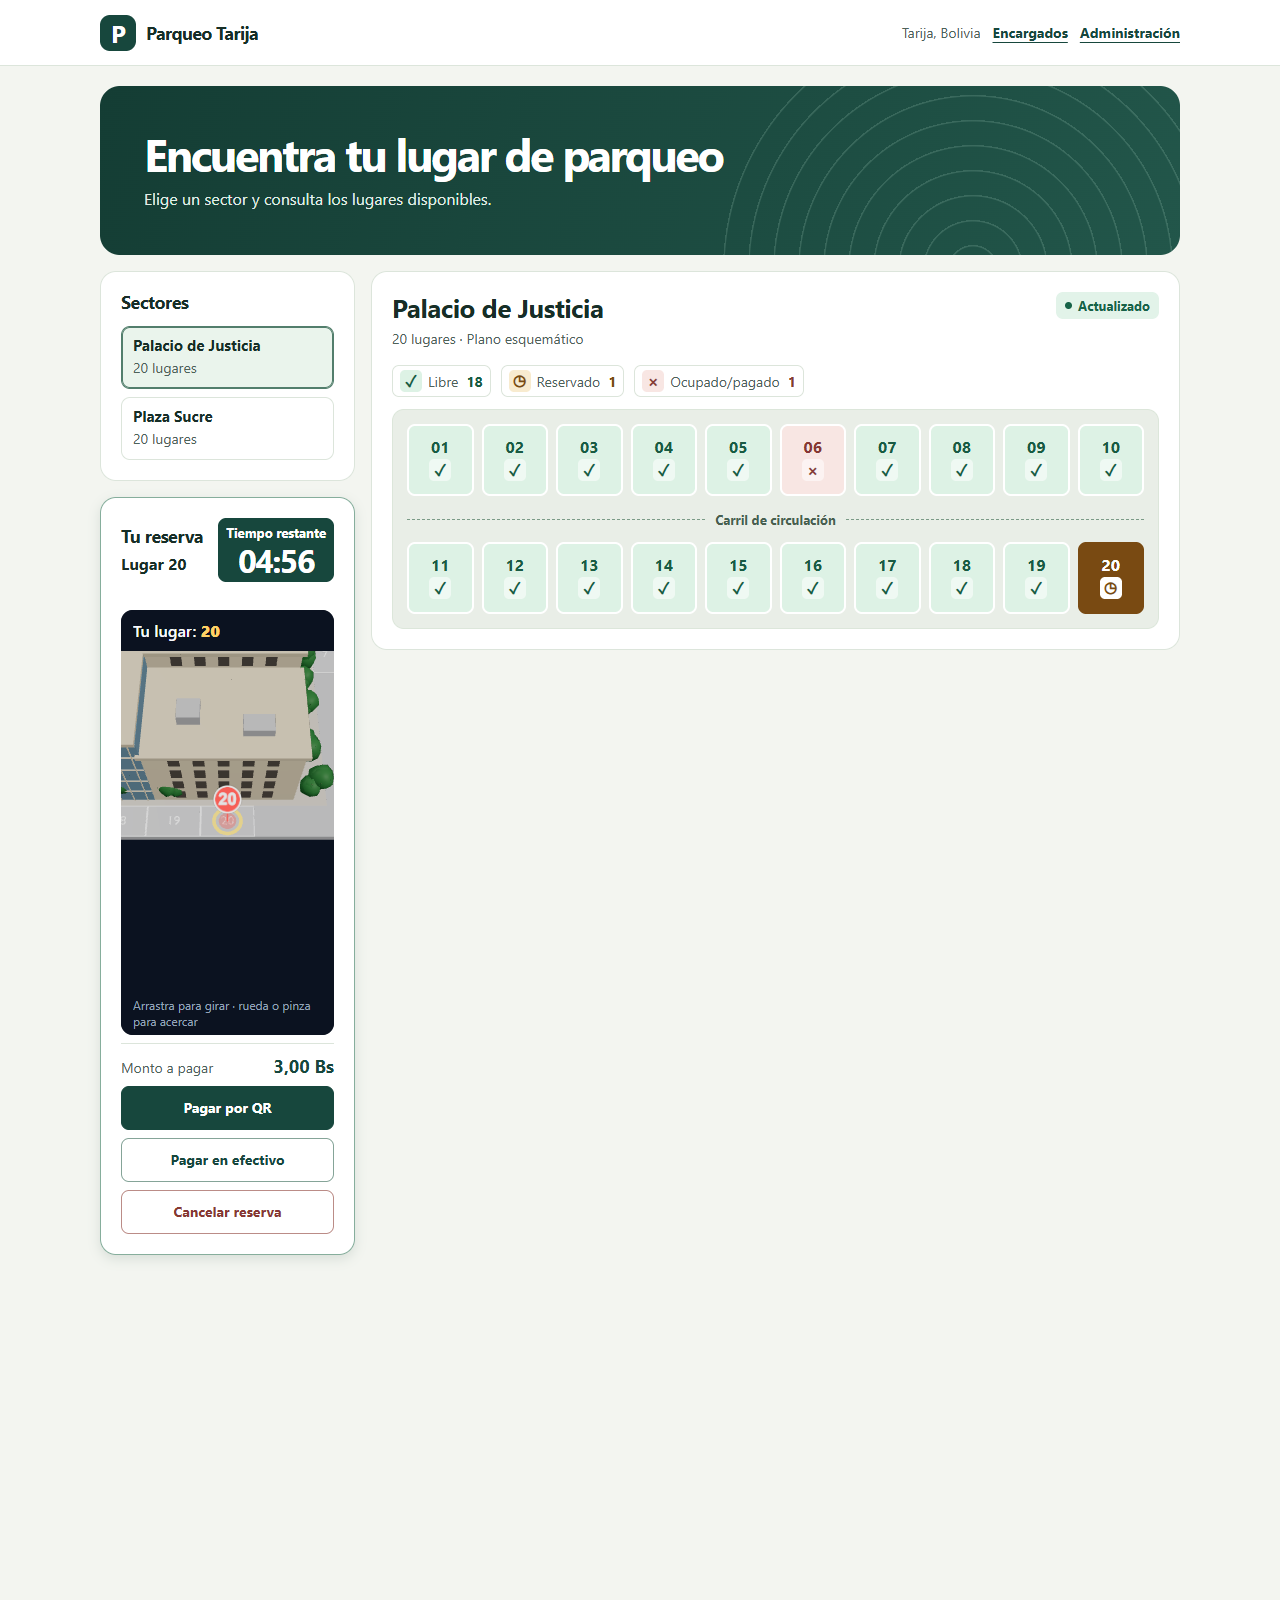 P Parqueo Tarija
Tarija, Bolivia Encargados Administración
Encuentra tu lugar de parqueo
Elige un sector y consulta los lugares disponibles.
Sectores
Palacio de Justicia
20 lugares
Plaza Sucre
20 lugares
Tu reserva
Lugar 20
Tiempo restante
04:56
Tu lugar: 20
20
19 20
Arrastra para girar · rueda o pinza
para acercar
Monto a pagar 3,00 Bs
Pagar por QR
Pagar en efectivo
Cancelar reserva
Palacio de Justicia
Actualizado
20 lugares · Plano esquemático
✓ Libre 18 Reservado 1 × Ocupado/pagado 1
01 02 03 04 05 06 07 08 09 10
✓ ✓ ✓ ✓ ✓ × ✓ ✓ ✓ ✓
Carril de circulación
11 12 13 14 15 16 17 18 19 20
✓ ✓ ✓ ✓ ✓ ✓ ✓ ✓ ✓